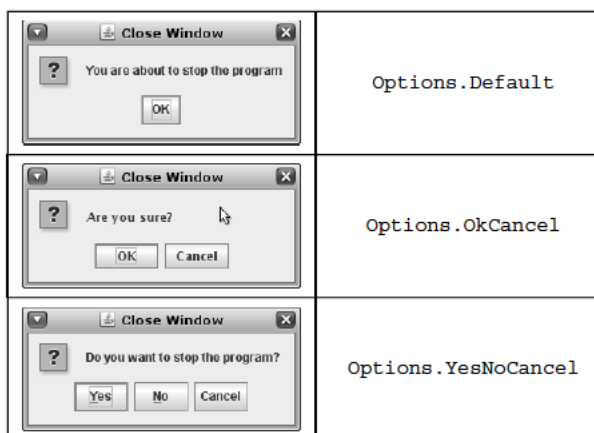 Close Window
?
You are about to stop the program
OK
Options.Default
Close Window
?
Are you sure?
OK Cancel
Options.OkCancel
Close Window
?
Do you want to stop the program?
Yes No Cancel
Options.YesNoCancel